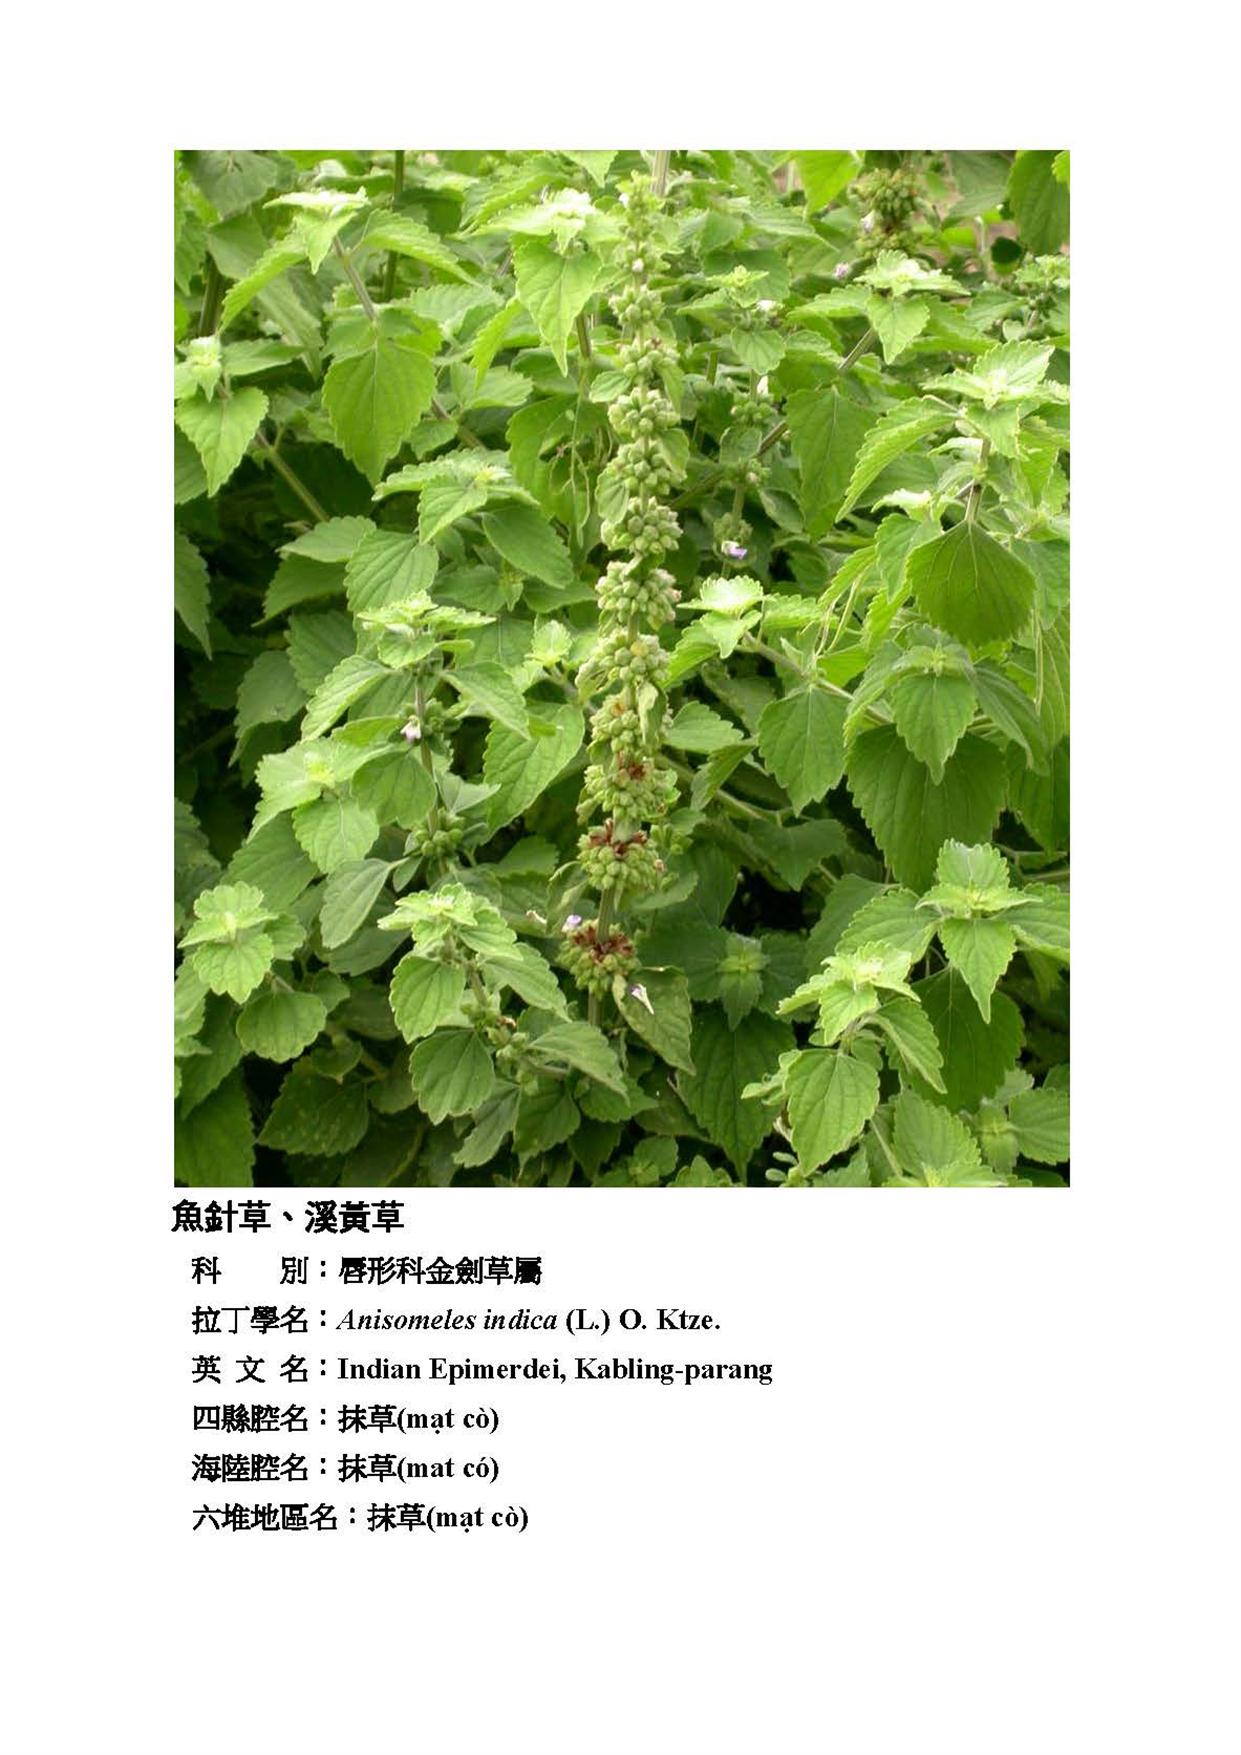 魚針草、溪黃草
科　　別：唇形科金劍草屬
拉丁學名：Anisomeles indica (L.) O. Ktze.
英 文 名：Indian Epimerdei, Kabling-parang
四縣腔名：抹草(mạt cò)
海陸腔名：抹草(mat có)
六堆地區名：抹草(mạt cò)